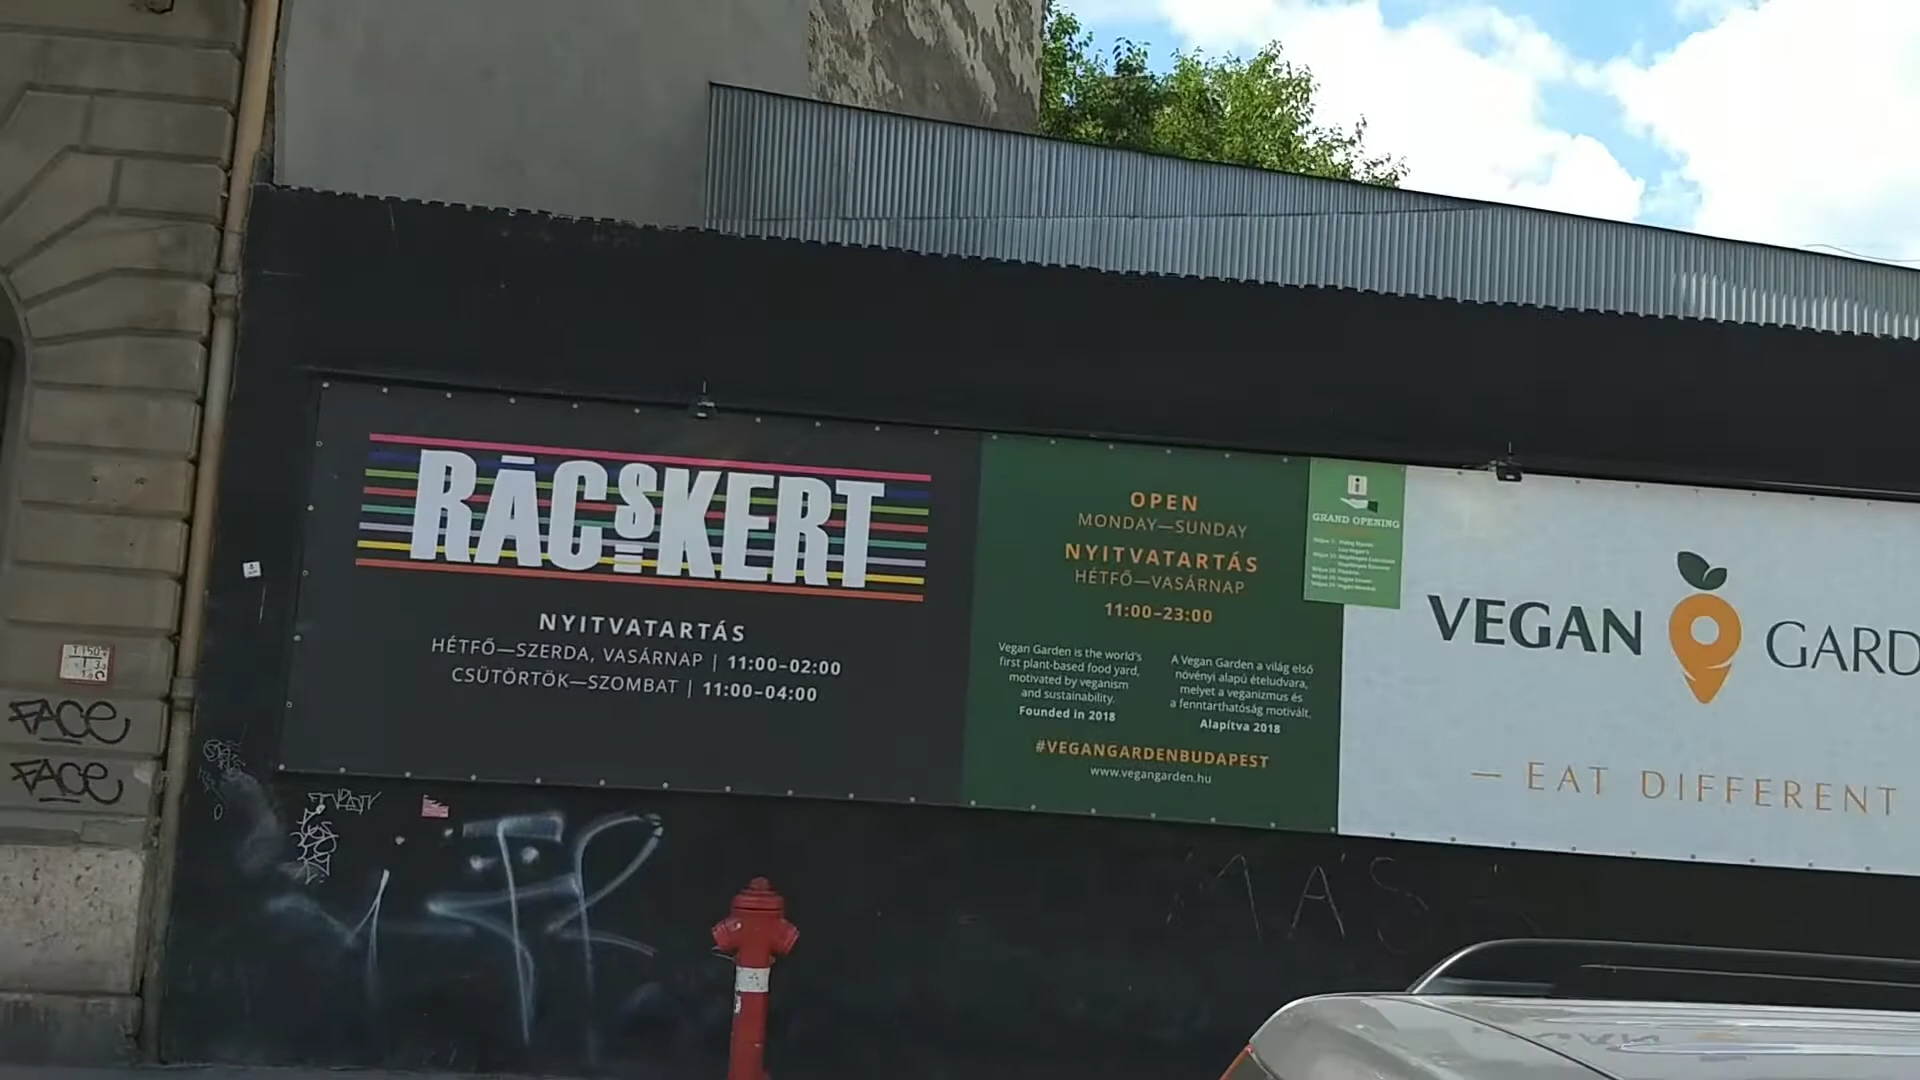 RÁCSKERT
NYITVATARTÁS
HÉTFŐ—SZERDA, VASÁRNAP | 11:00–02:00
CSÜTÖRTÖK—SZOMBAT | 11:00–04:00
OPEN
MONDAY—SUNDAY
NYITVATARTÁS
HÉTFŐ—VASÁRNAP
11:00–23:00
Vegan Garden is the world's
first plant-based food yard,
motivated by veganism
and sustainability.
Founded in 2018
A Vegan Garden a világ első
növényi alapú ételudvara,
melyet a veganizmus és
a fenntarthatóság motivált.
Alapítva 2018
#VEGANGARDENBUDAPEST
www.vegangarden.hu
GRAND OPENING
VEGAN GARD
— EAT DIFFERENT
FACE
FACE